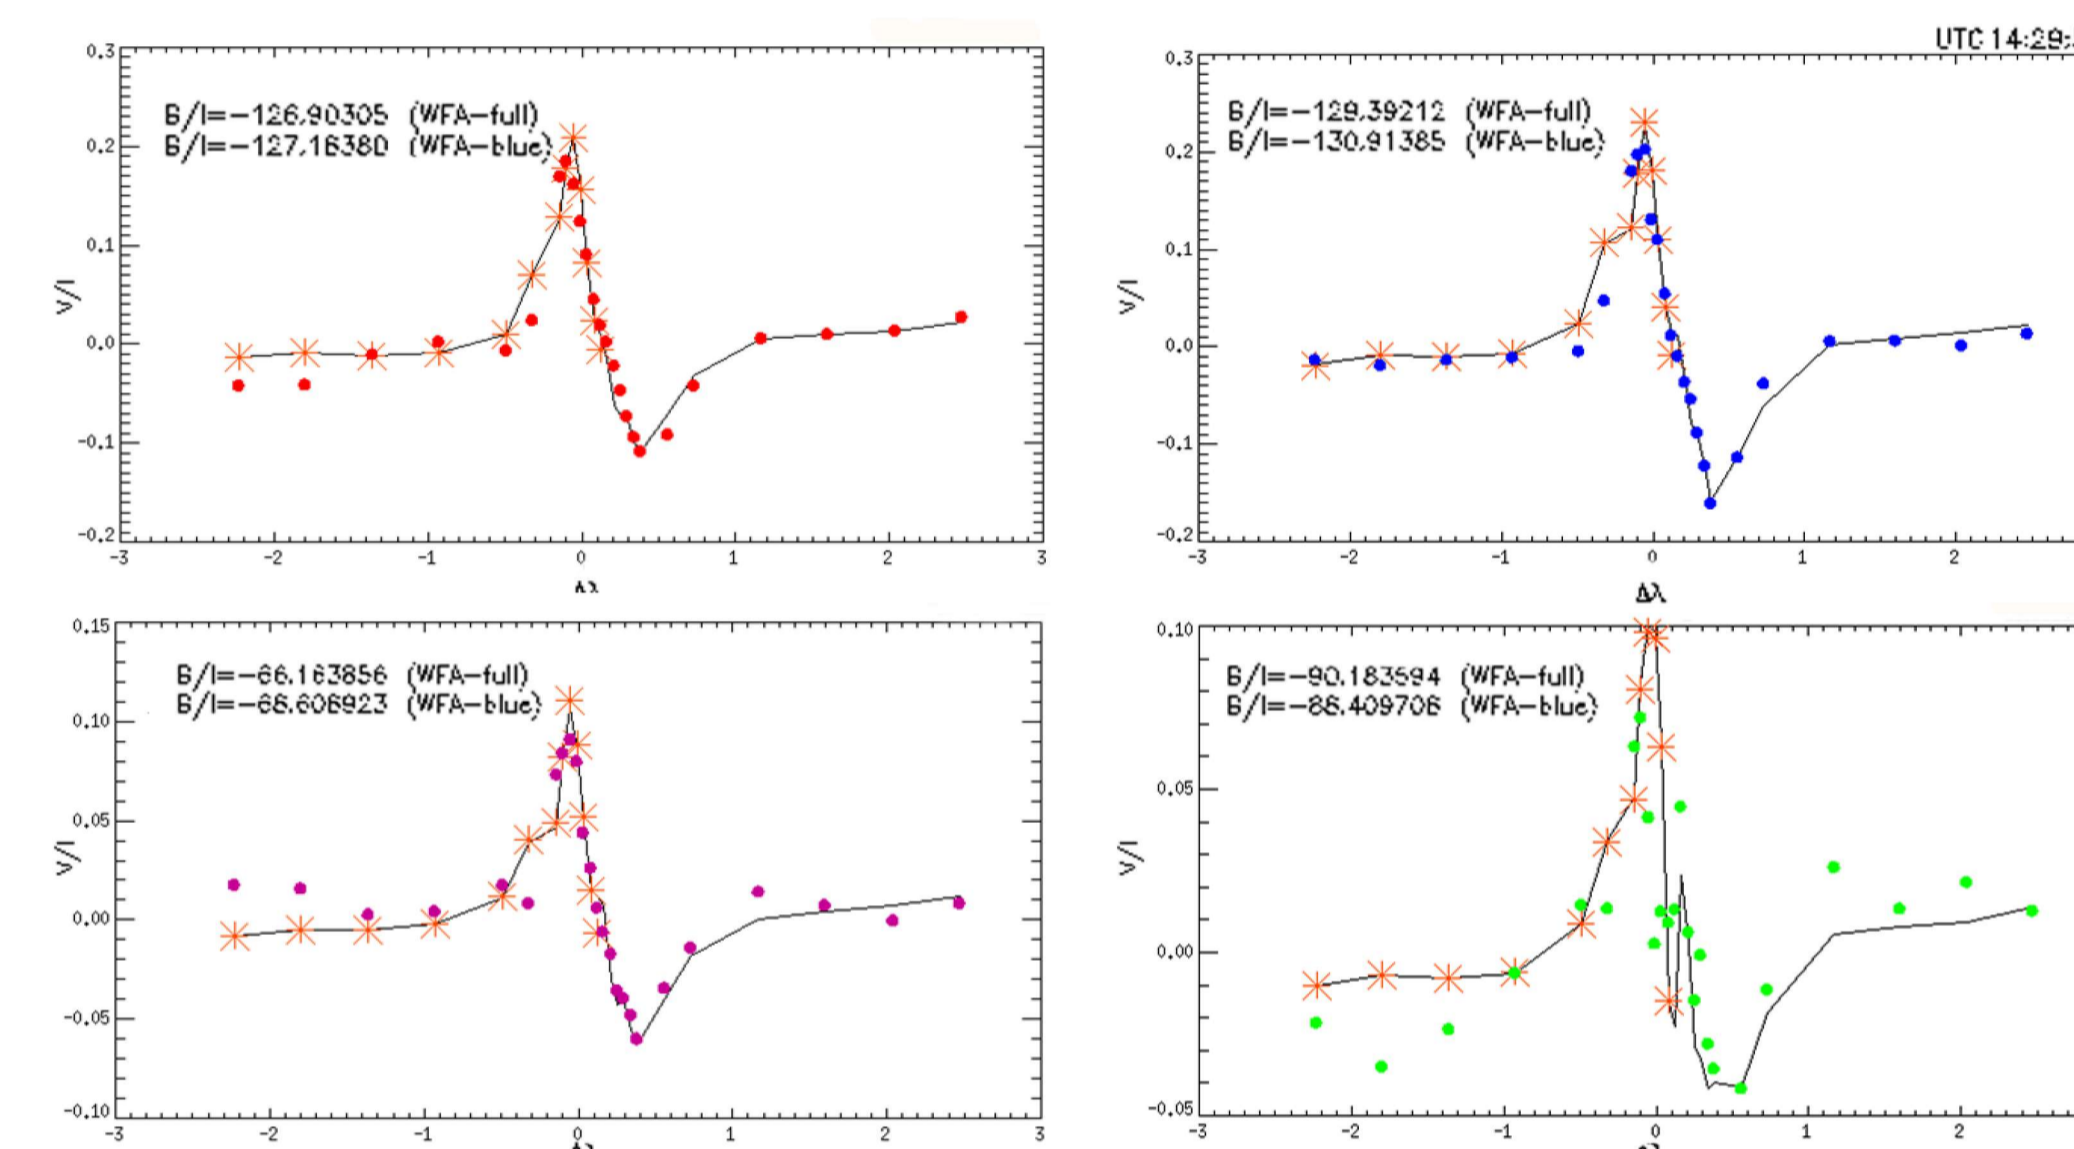 UTC 14:29:
0.3
0.2
0.1
0.0
-0.1
-0.2
V/I
B/I=-126.90305 (WFA-full)
B/I=-127.16380 (WFA-blue)
-3 -2 -1 0 1 2 3
Δλ
0.3
0.2
0.1
0.0
-0.1
-0.2
V/I
B/I=-129.39212 (WFA-full)
B/I=-130.91385 (WFA-blue)
-3 -2 -1 0 1 2
Δλ
0.15
0.10
0.05
0.00
-0.05
-0.10
V/I
B/I=-66.163856 (WFA-full)
B/I=-68.606923 (WFA-blue)
-3 -2 -1 0 1 2 3
0.10
0.05
0.00
-0.05
V/I
B/I=-90.183594 (WFA-full)
B/I=-88.409706 (WFA-blue)
-3 -2 -1 0 1 2